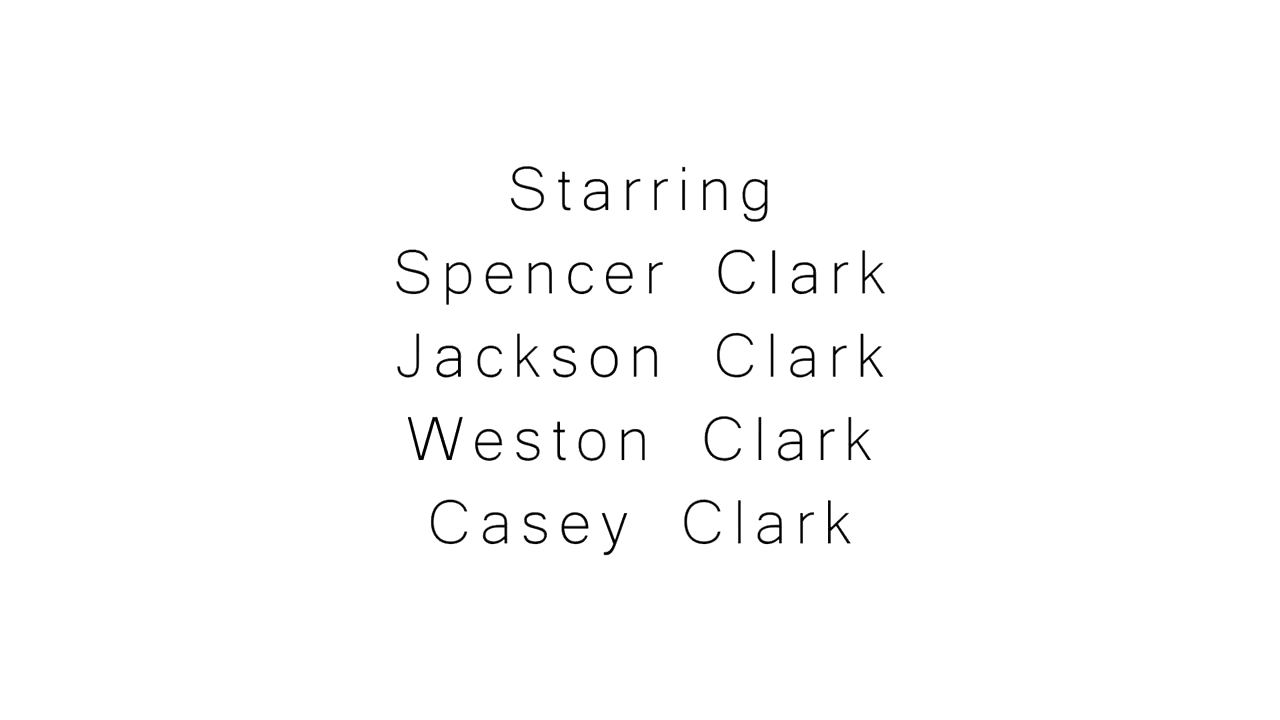 Starring
Spencer Clark
Jackson Clark
Weston Clark
Casey Clark